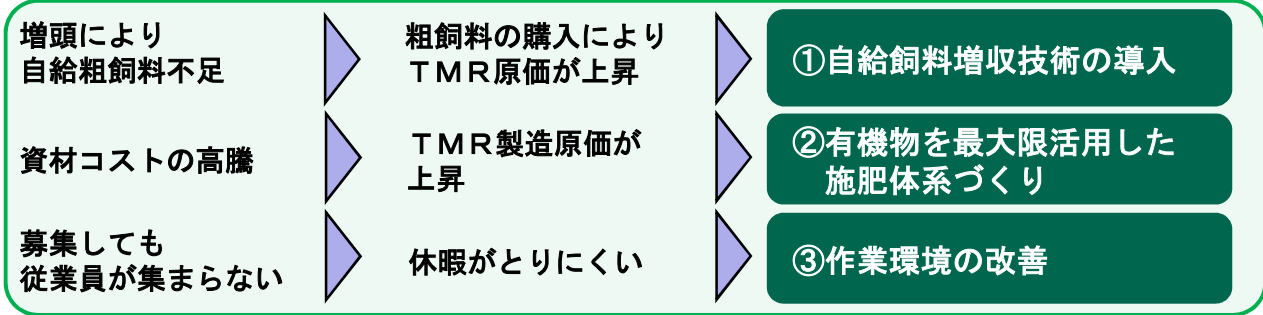 増頭により
自給粗飼料不足
粗飼料の購入により
ＴＭＲ原価が上昇
①自給飼料増収技術の導入
資材コストの高騰
ＴＭＲ製造原価が
上昇
②有機物を最大限活用した
施肥体系づくり
募集しても
従業員が集まらない
休暇がとりにくい
③作業環境の改善